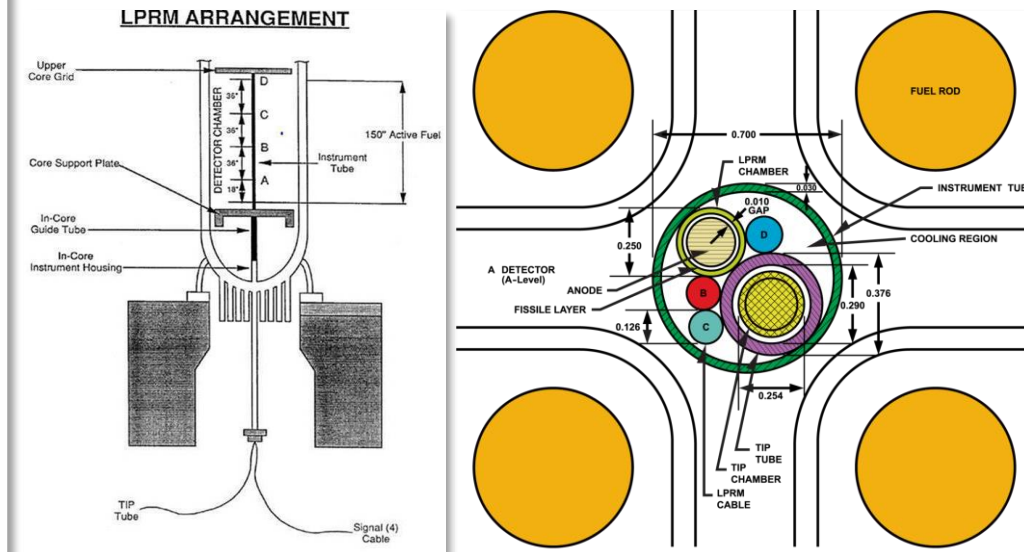 LPRM ARRANGEMENT
Upper
Core Grid
D
36"
C
36"
B
36"
A
18"
DETECTOR CHAMBER
150" Active Fuel
Instrument
Tube
Core Support Plate
In-Core
Guide Tube
In-Core
Instrument Housing
TIP
Tube
Signal (4)
Cable
FUEL ROD
0.700
LPRM
CHAMBER
0.030
INSTRUMENT TUB
0.010
GAP
0.250
D
COOLING REGION
A DETECTOR
(A-Level)
ANODE
FISSILE LAYER
B
0.376
0.290
0.126
C
0.254
TIP
TUBE
TIP
CHAMBER
LPRM
CABLE